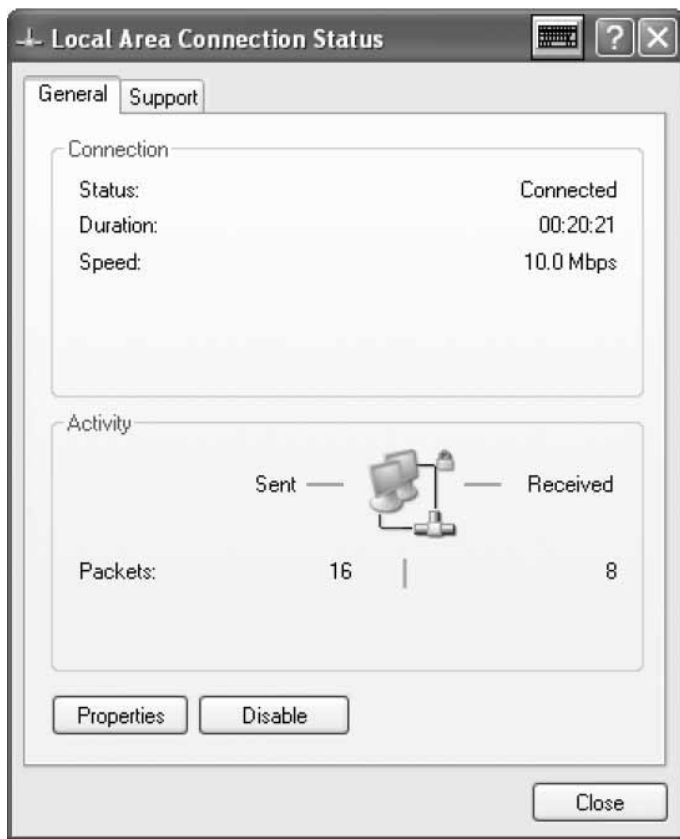 Local Area Connection Status
General Support
Connection
Status: Connected
Duration: 00:20:21
Speed: 10.0 Mbps
Activity
Sent Received
Packets: 16 8
Properties Disable
Close